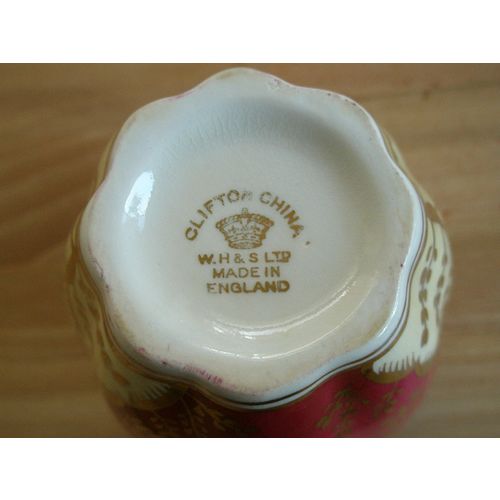 CLIFTON CHINA
W.H & S LTD
MADE IN
ENGLAND